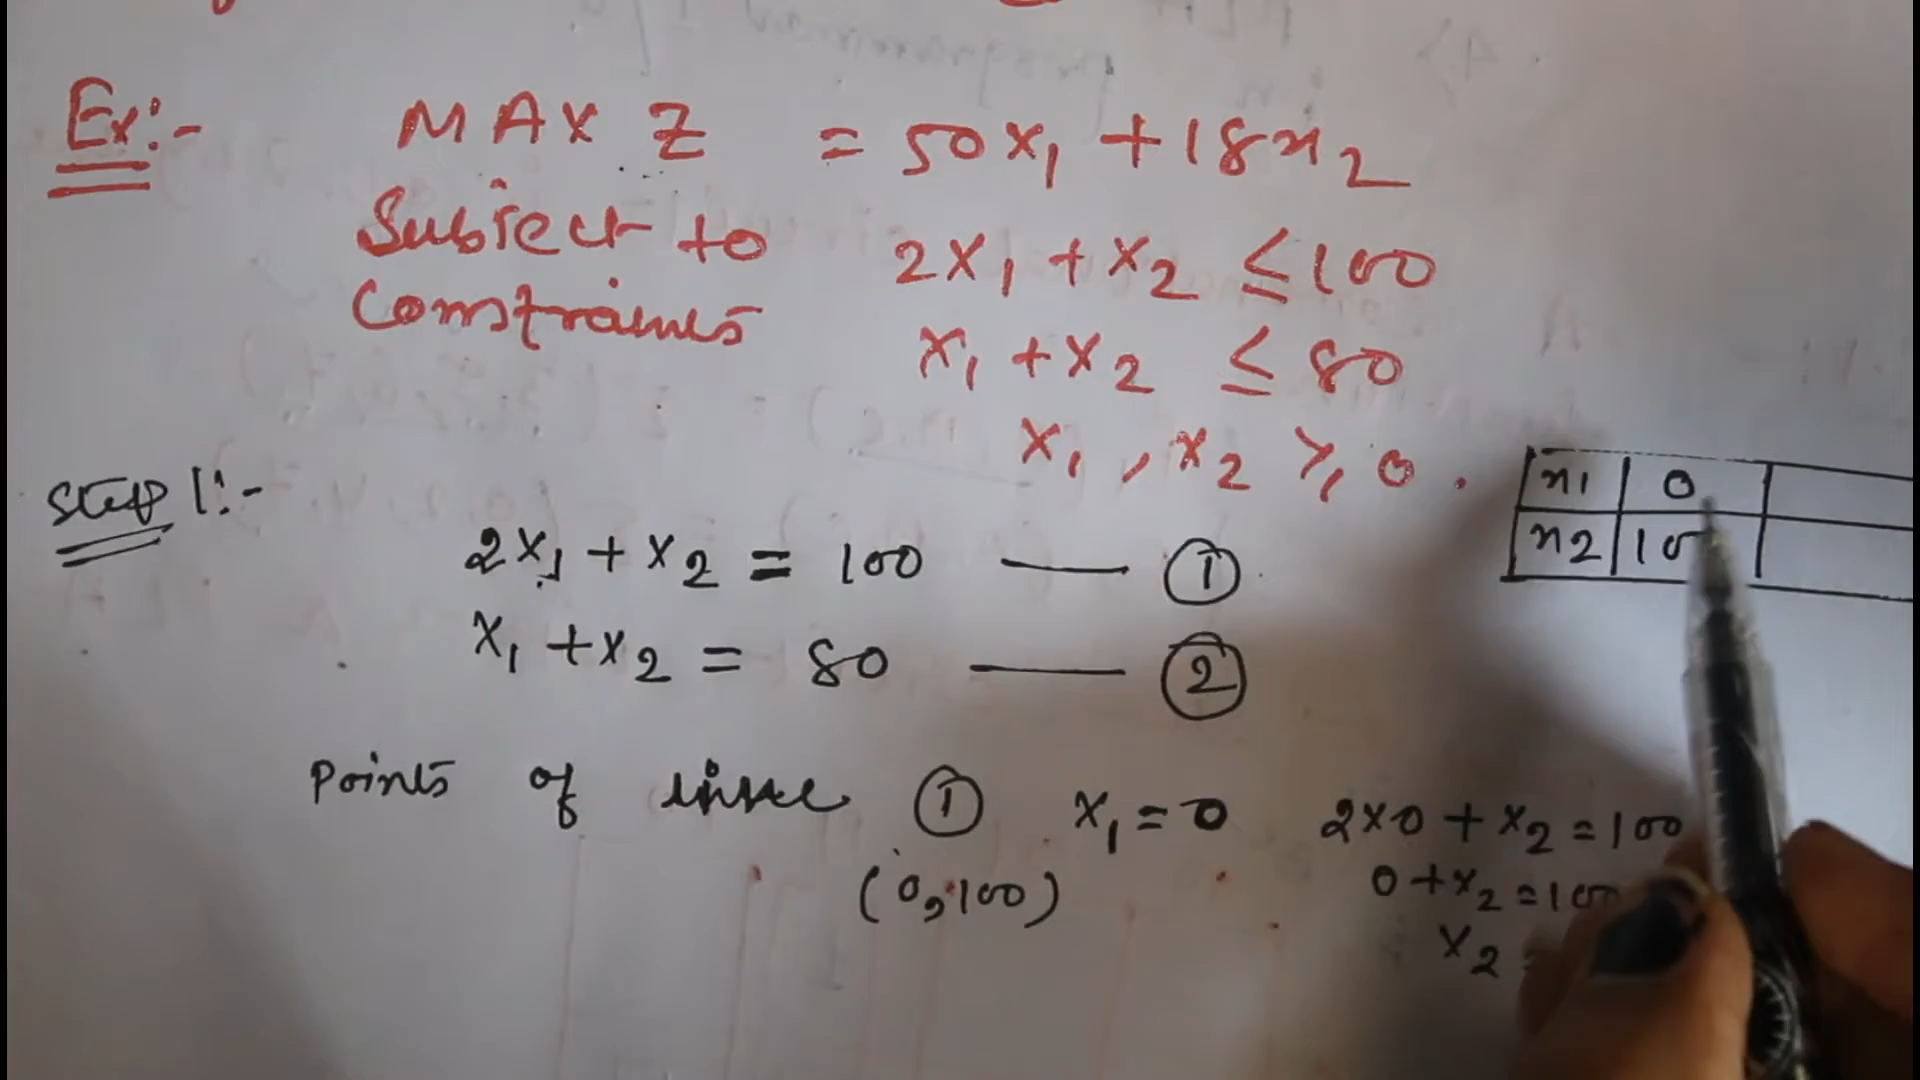 Ex:- MAX Z = 50x₁ + 18x₂
Subject to 2x₁ + x₂ ≤ 100
Constraints x₁ + x₂ ≤ 80
x₁, x₂ ≥ 0.
Step 1:-
2x₁ + x₂ = 100 — ①
x₁ + x₂ = 80 — ②
x1 | 0
x2 | 10
Points of line ① x₁ = 0 2x0 + x₂ = 100
(0,100) 0 + x₂ = 100
x₂ =